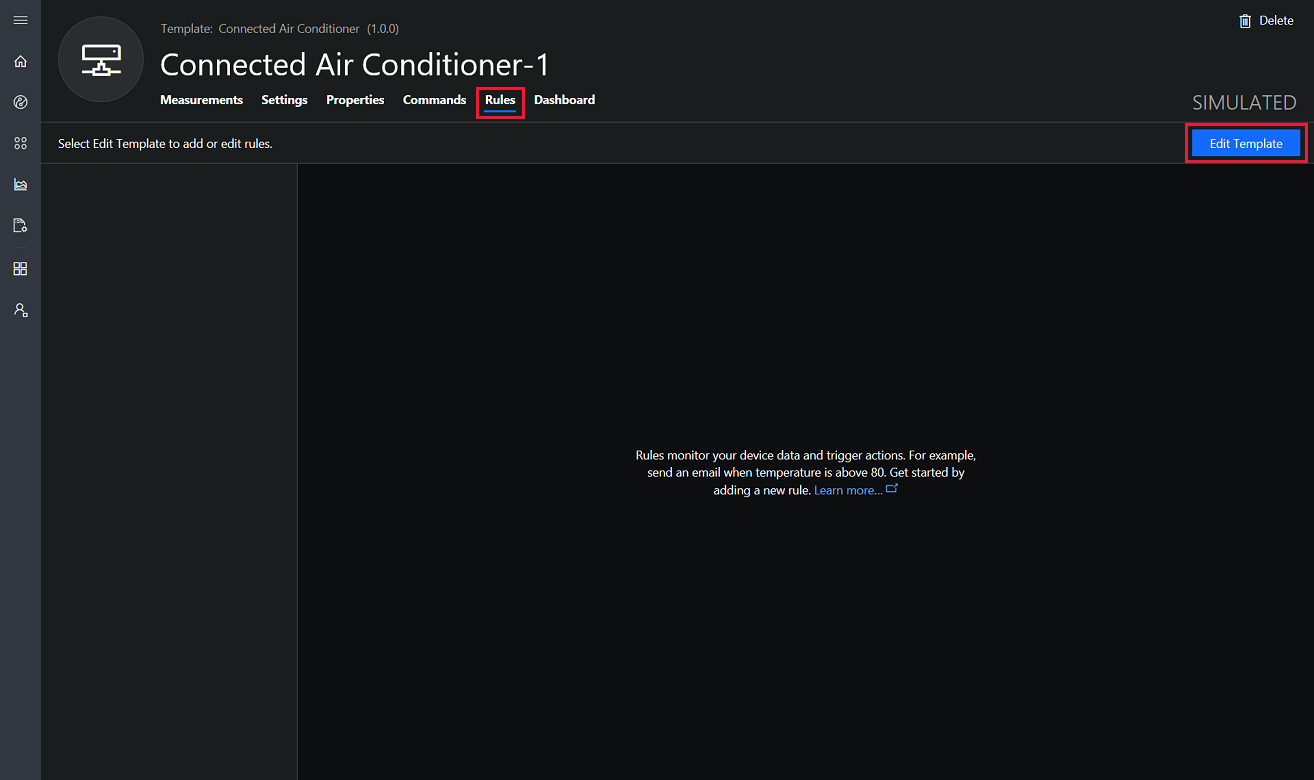 Template: Connected Air Conditioner (1.0.0)
Delete
Connected Air Conditioner-1
Measurements Settings Properties Commands Rules Dashboard
SIMULATED
Select Edit Template to add or edit rules.
Edit Template
Rules monitor your device data and trigger actions. For example,
send an email when temperature is above 80. Get started by
adding a new rule. Learn more...